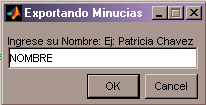 Exportando Minucias
Ingrese su Nombre: Ej: Patricia Chavez
NOMBRE
OK
Cancel